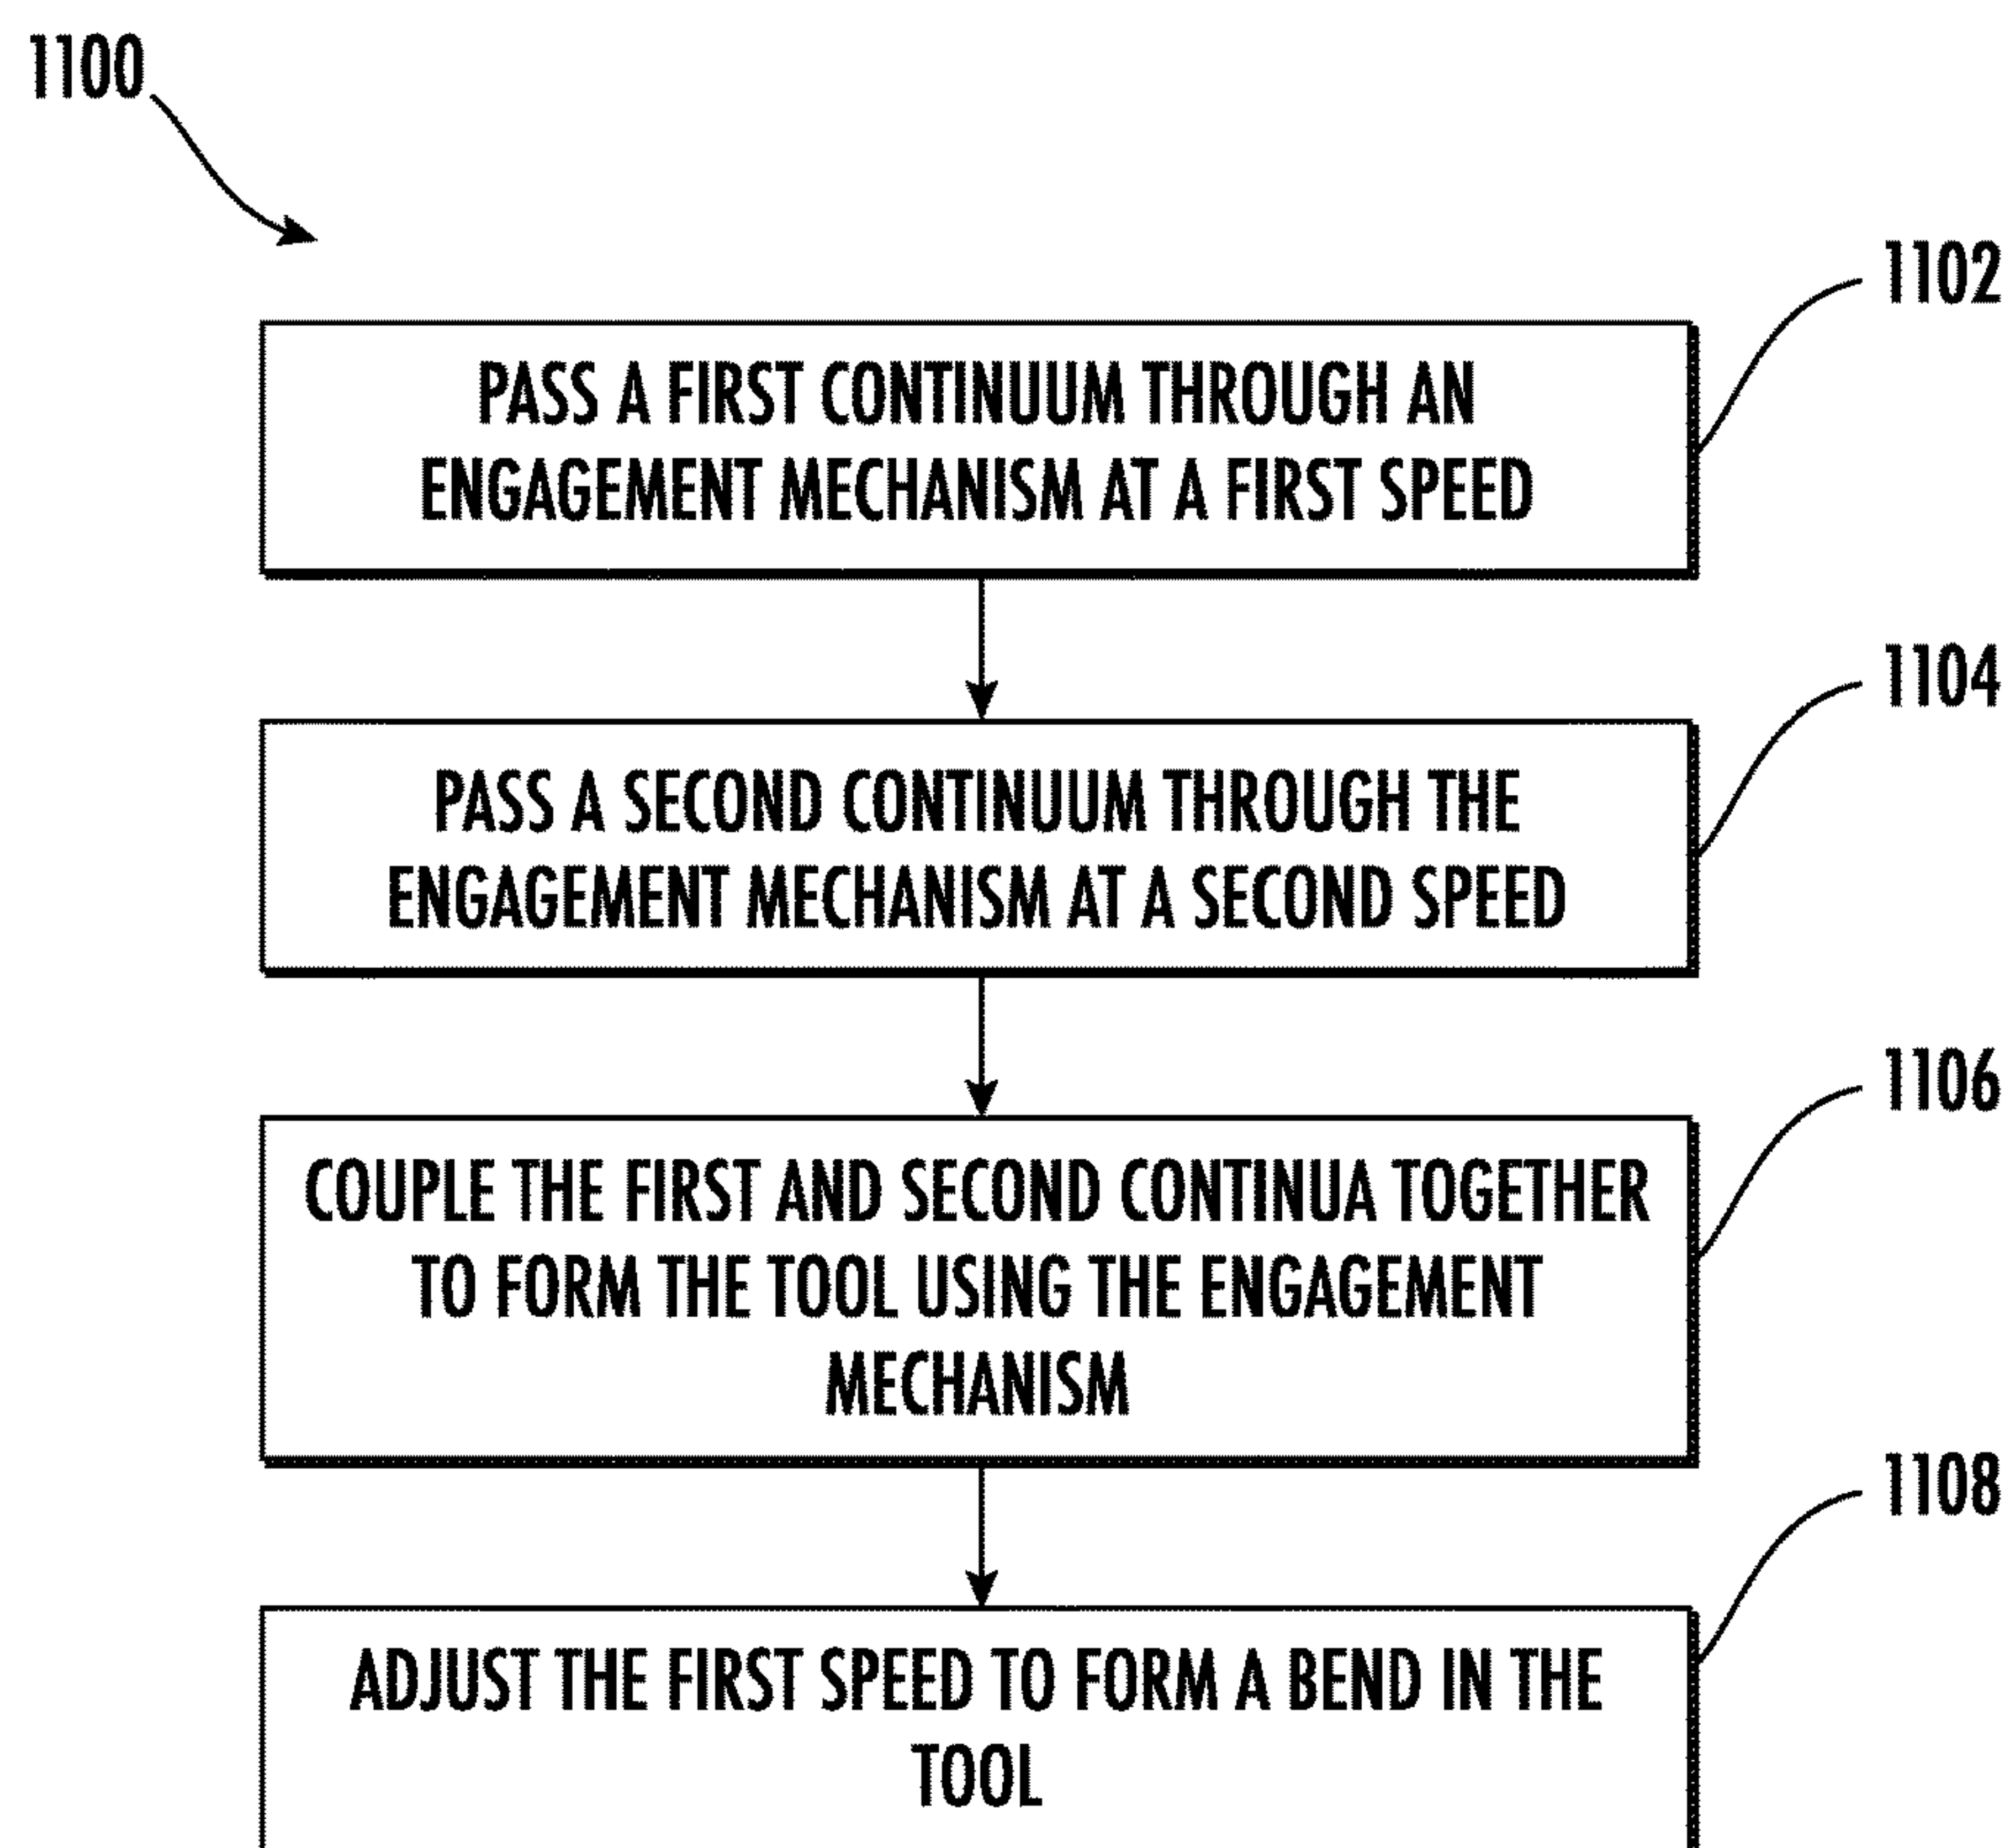 1100
1102
PASS A FIRST CONTINUUM THROUGH AN
ENGAGEMENT MECHANISM AT A FIRST SPEED
1104
PASS A SECOND CONTINUUM THROUGH THE
ENGAGEMENT MECHANISM AT A SECOND SPEED
1106
COUPLE THE FIRST AND SECOND CONTINUA TOGETHER
TO FORM THE TOOL USING THE ENGAGEMENT
MECHANISM
1108
ADJUST THE FIRST SPEED TO FORM A BEND IN THE
TOOL